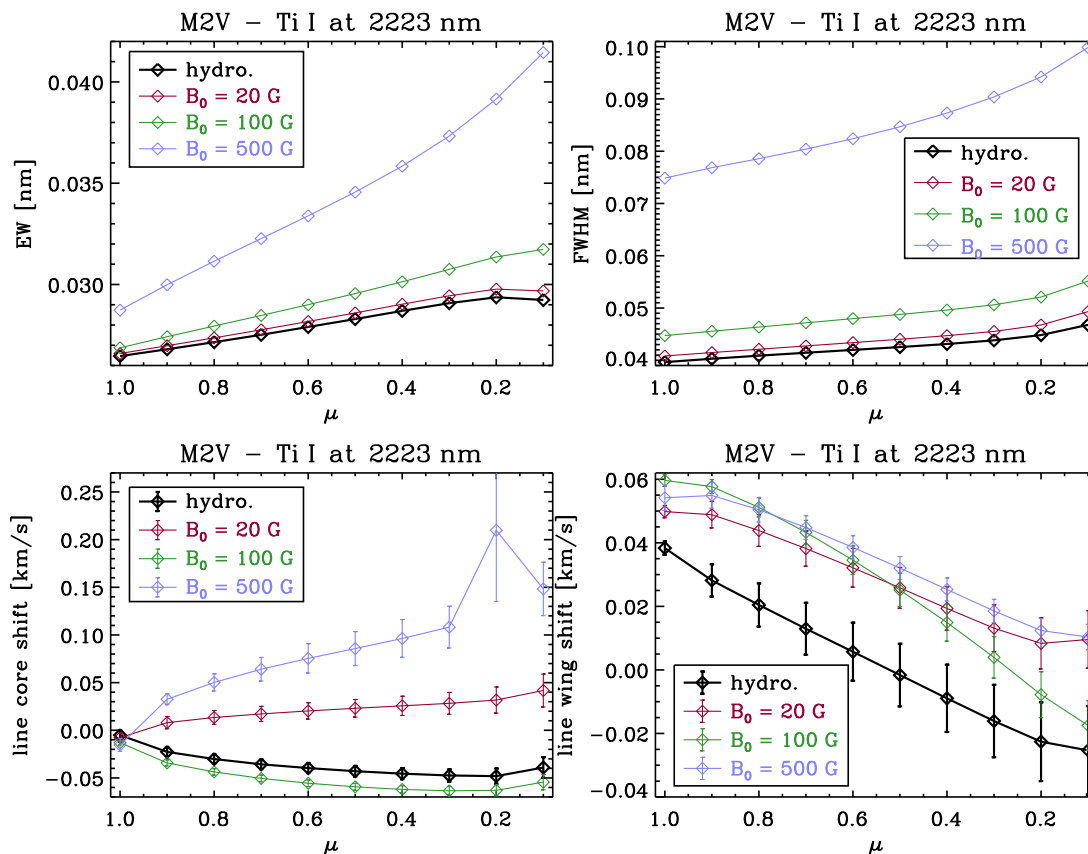 M2V − Ti I at 2223 nm
EW [nm]
0.040
0.035
0.030
hydro.
B₀ = 20 G
B₀ = 100 G
B₀ = 500 G
1.0 0.8 0.6 0.4 0.2
μ
M2V − Ti I at 2223 nm
FWHM [nm]
0.10
0.09
0.08
0.07
0.06
0.05
0.04
hydro.
B₀ = 20 G
B₀ = 100 G
B₀ = 500 G
1.0 0.8 0.6 0.4 0.2
μ
M2V − Ti I at 2223 nm
line core shift [km/s]
0.25
0.20
0.15
0.10
0.05
0.00
−0.05
hydro.
B₀ = 20 G
B₀ = 100 G
B₀ = 500 G
1.0 0.8 0.6 0.4 0.2
μ
M2V − Ti I at 2223 nm
line wing shift [km/s]
0.06
0.04
0.02
0.00
−0.02
−0.04
hydro.
B₀ = 20 G
B₀ = 100 G
B₀ = 500 G
1.0 0.8 0.6 0.4 0.2
μ